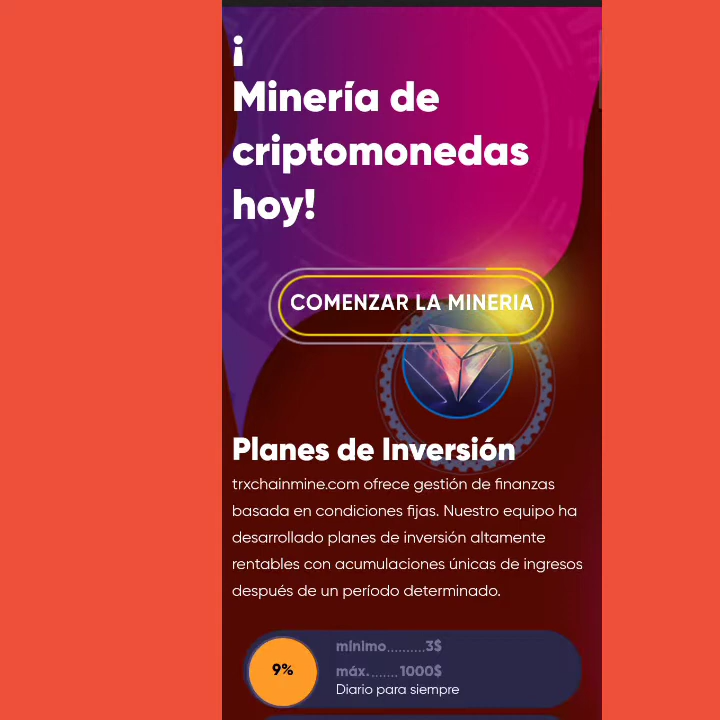 ¡
Minería de
criptomonedas
hoy!
COMENZAR LA MINERIA
Planes de Inversión
trxchainmine.com ofrece gestión de finanzas
basada en condiciones fijas. Nuestro equipo ha
desarrollado planes de inversión altamente
rentables con acumulaciones únicas de ingresos
después de un período determinado.
9%
mínimo..........3$
máx........1000$
Diario para siempre